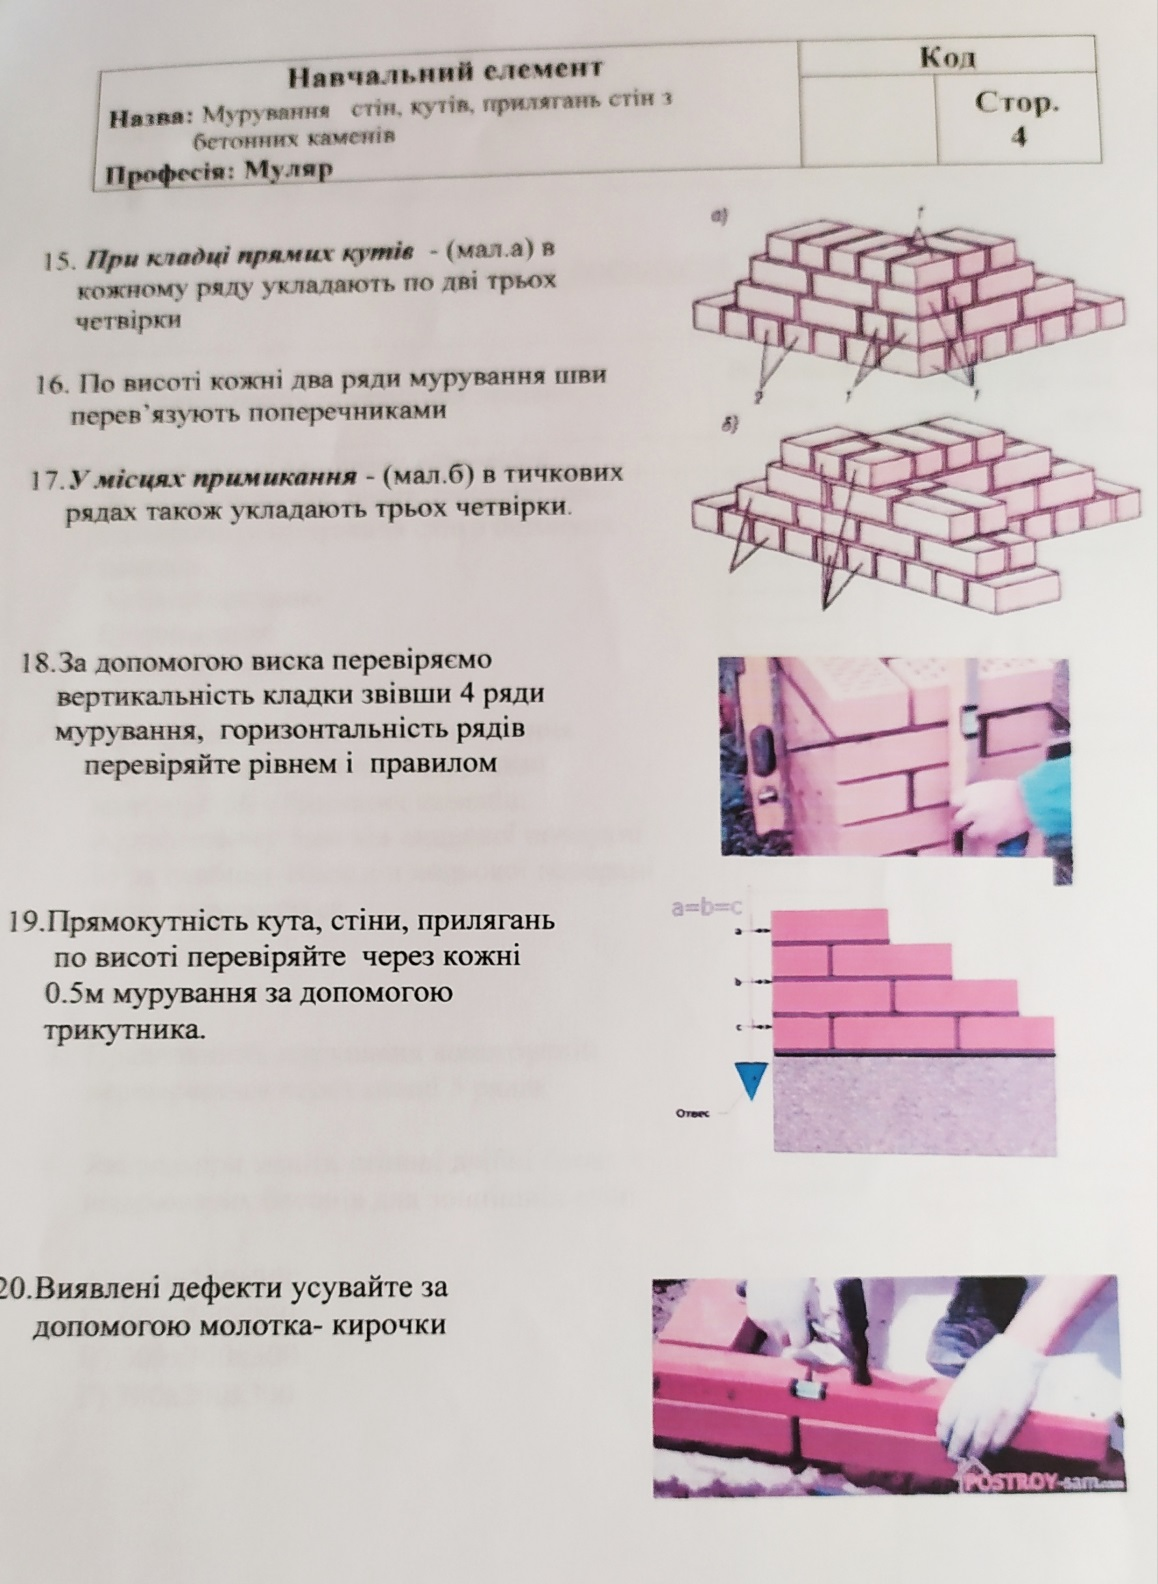 Навчальний елемент
Код
Назва: Мурування стін, кутів, прилягань стін з
бетонних каменів
Стор.
4
Професія: Муляр
15. При кладці прямих кутів - (мал.а) в
кожному ряду укладають по дві трьох
четвірки
а)
16. По висоті кожні два ряди мурування шви
перев`язують поперечниками
б)
17.У місцях примикання - (мал.б) в тичкових
рядах також укладають трьох четвірки.
18.За допомогою виска перевіряємо
вертикальність кладки звівши 4 ряди
мурування, горизонтальність рядів
перевіряйте рівнем і правилом
19.Прямокутність кута, стіни, прилягань
по висоті перевіряйте через кожні
0.5м мурування за допомогою
трикутника.
a=b=c
a
b
c
Отвес
20.Виявлені дефекти усувайте за
допомогою молотка- кирочки
POSTROY-sam.com